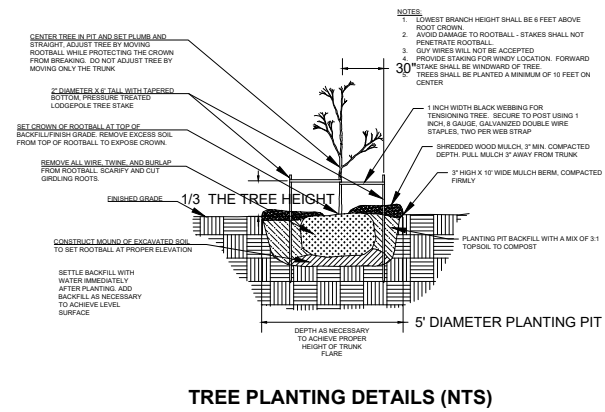 NOTES:
1. LOWEST BRANCH HEIGHT SHALL BE 6 FEET ABOVE
ROOT CROWN.
2. AVOID DAMAGE TO ROOTBALL - STAKES SHALL NOT
PENETRATE ROOTBALL.
3. GUY WIRES WILL NOT BE ACCEPTED
4. PROVIDE STAKING FOR WINDY LOCATION. FORWARD
STAKE SHALL BE WINDWARD OF TREE.
5. TREES SHALL BE PLANTED A MINIMUM OF 10 FEET ON
CENTER
30"
CENTER TREE IN PIT AND SET PLUMB AND
STRAIGHT, ADJUST TREE BY MOVING
ROOTBALL WHILE PROTECTING THE CROWN
FROM BREAKING. DO NOT ADJUST TREE BY
MOVING ONLY THE TRUNK
2" DIAMETER X 6' TALL WITH TAPERED
BOTTOM, PRESSURE TREATED
LODGEPOLE TREE STAKE
SET CROWN OF ROOTBALL AT TOP OF
BACKFILL/FINISH GRADE. REMOVE EXCESS SOIL
FROM TOP OF ROOTBALL TO EXPOSE CROWN.
REMOVE ALL WIRE, TWINE, AND BURLAP
FROM ROOTBALL. SCARIFY AND CUT
GIRDLING ROOTS.
FINISHED GRADE
1/3 THE TREE HEIGHT
CONSTRUCT MOUND OF EXCAVATED SOIL
TO SET ROOTBALL AT PROPER ELEVATION
SETTLE BACKFILL WITH
WATER IMMEDIATELY
AFTER PLANTING. ADD
BACKFILL AS NECESSARY
TO ACHIEVE LEVEL
SURFACE
1 INCH WIDTH BLACK WEBBING FOR
TENSIONING TREE. SECURE TO POST USING 1
INCH, 8 GAUGE, GALVANIZED DOUBLE WIRE
STAPLES, TWO PER WEB STRAP
SHREDDED WOOD MULCH, 3" MIN. COMPACTED
DEPTH. PULL MULCH 3" AWAY FROM TRUNK
3" HIGH X 10' WIDE MULCH BERM, COMPACTED
FIRMLY
PLANTING PIT BACKFILL WITH A MIX OF 3:1
TOPSOIL TO COMPOST
5' DIAMETER PLANTING PIT
DEPTH AS NECESSARY
TO ACHIEVE PROPER
HEIGHT OF TRUNK
FLARE
TREE PLANTING DETAILS (NTS)